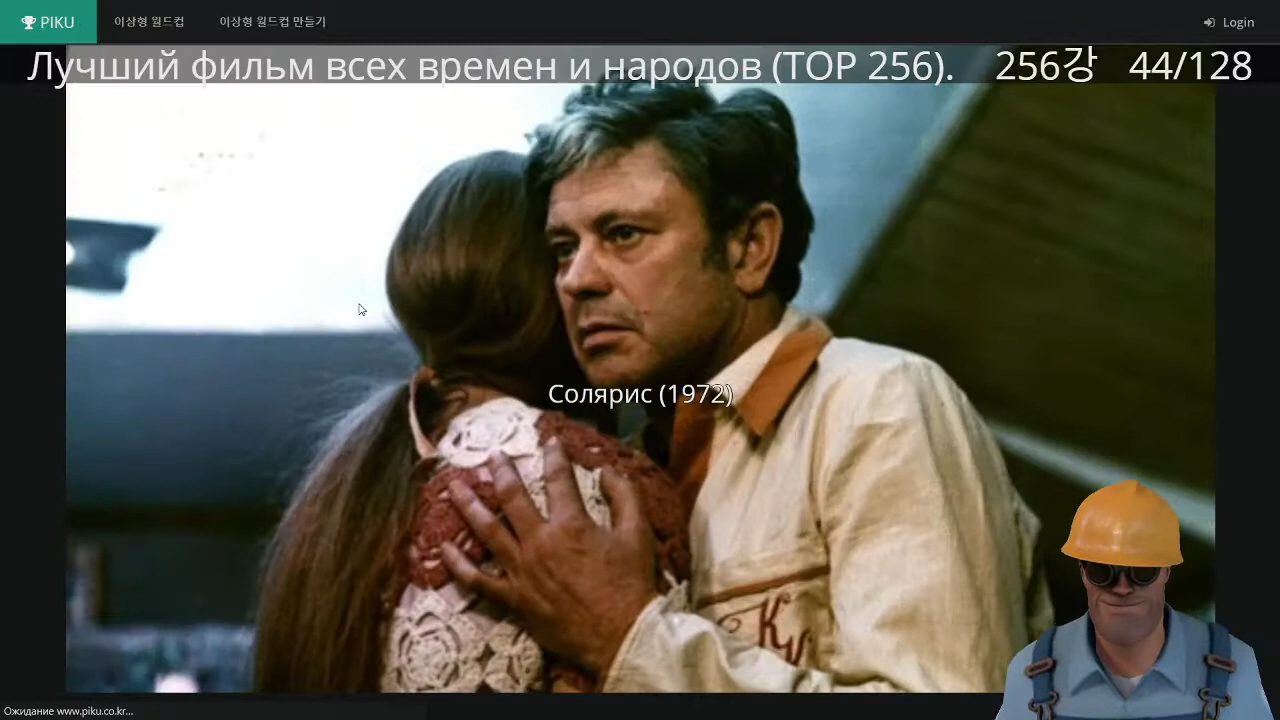 PIKU 이상형 월드컵 이상형 월드컵 만들기 Login
Лучший фильм всех времен и народов (TOP 256). 256강 44/128
Солярис (1972)
Ожидание www.piku.co.kr...